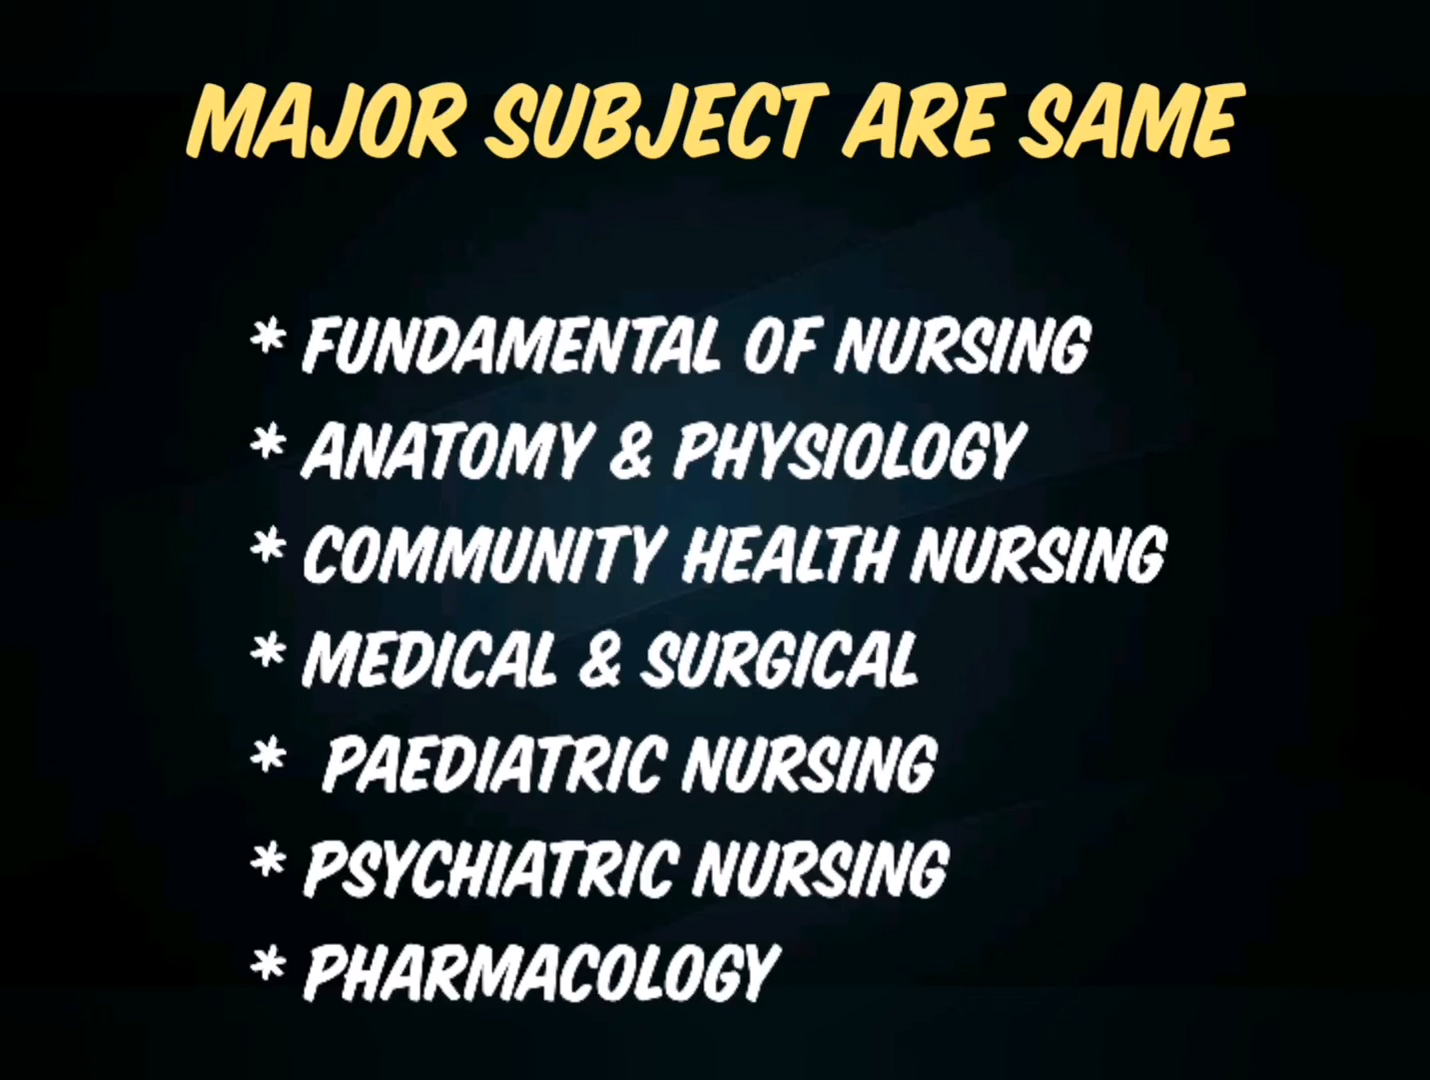 MAJOR SUBJECT ARE SAME
* FUNDAMENTAL OF NURSING
* ANATOMY & PHYSIOLOGY
* COMMUNITY HEALTH NURSING
* MEDICAL & SURGICAL
* PAEDIATRIC NURSING
* PSYCHIATRIC NURSING
* PHARMACOLOGY